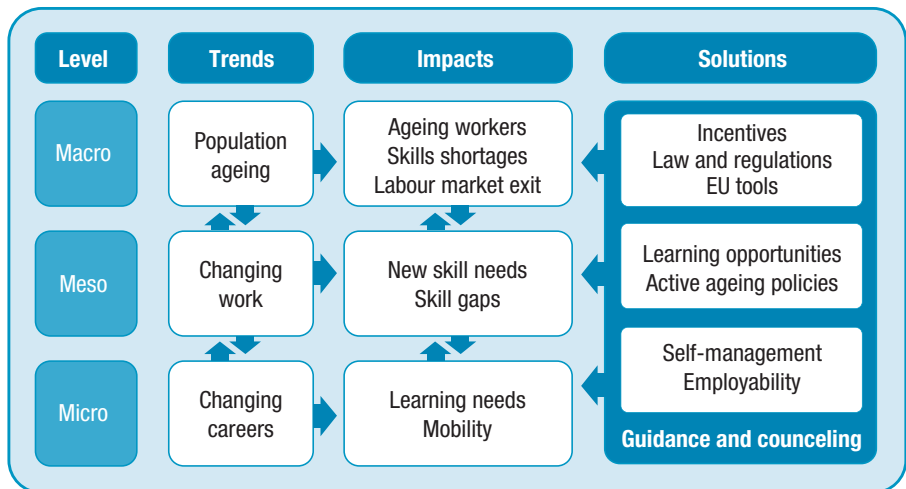 Level
Trends
Impacts
Solutions
Macro
Population
ageing
Ageing workers
Skills shortages
Labour market exit
Incentives
Law and regulations
EU tools
Meso
Changing
work
New skill needs
Skill gaps
Learning opportunities
Active ageing policies
Micro
Changing
careers
Learning needs
Mobility
Self-management
Employability
Guidance and counceling